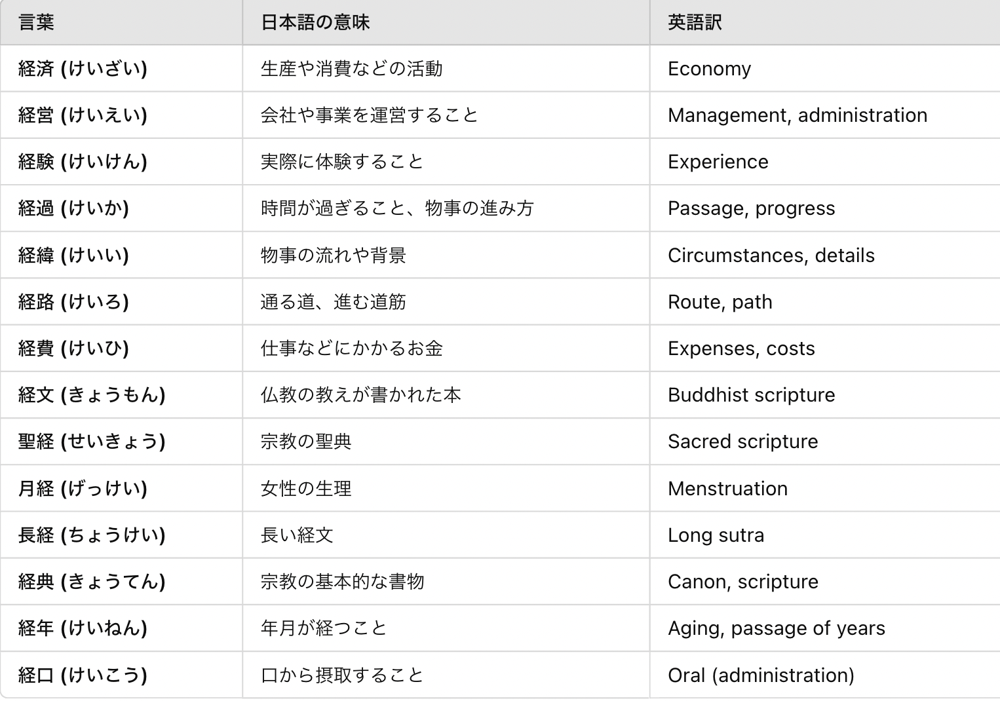 言葉 日本語の意味 英語訳
経済 (けいざい) 生産や消費などの活動 Economy
経営 (けいえい) 会社や事業を運営すること Management, administration
経験 (けいけん) 実際に体験すること Experience
経過 (けいか) 時間が過ぎること、物事の進み方 Passage, progress
経緯 (けいい) 物事の流れや背景 Circumstances, details
経路 (けいろ) 通る道、進む道筋 Route, path
経費 (けいひ) 仕事などにかかるお金 Expenses, costs
経文 (きょうもん) 仏教の教えが書かれた本 Buddhist scripture
聖経 (せいきょう) 宗教の聖典 Sacred scripture
月経 (げっけい) 女性の生理 Menstruation
長経 (ちょうけい) 長い経文 Long sutra
経典 (きょうてん) 宗教の基本的な書物 Canon, scripture
経年 (けいねん) 年月が経つこと Aging, passage of years
経口 (けいこう) 口から摂取すること Oral (administration)